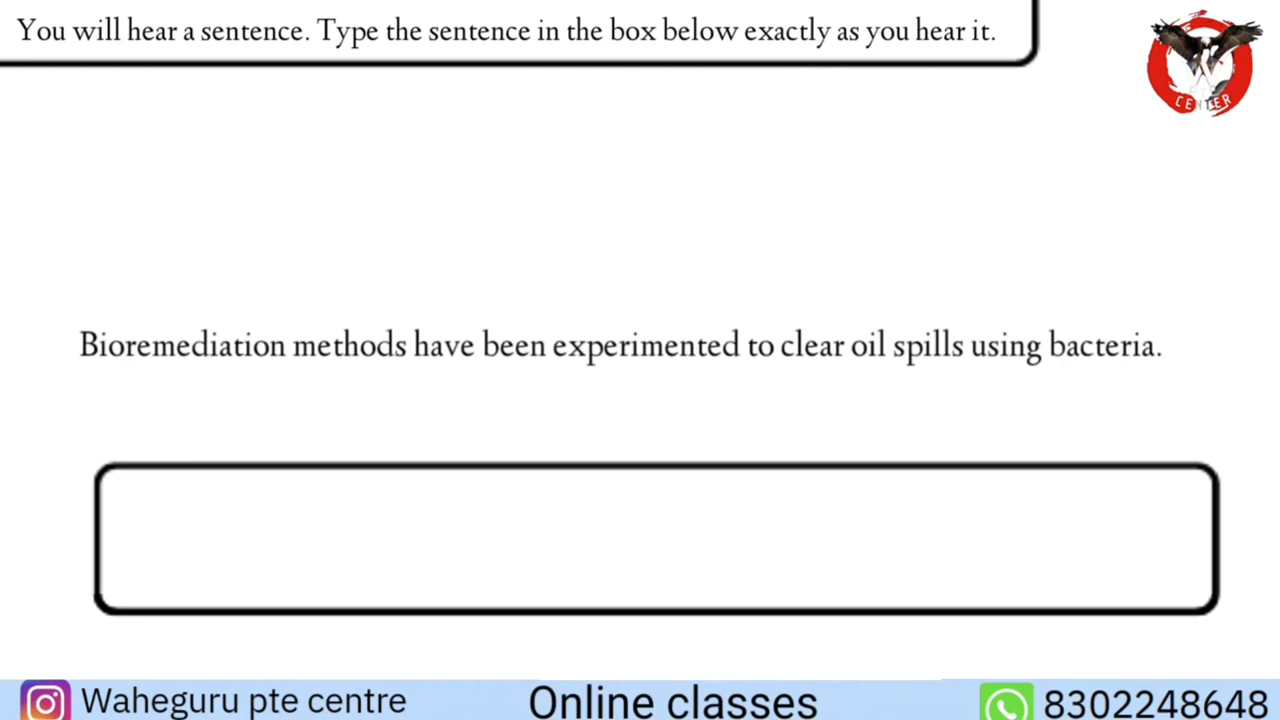 You will hear a sentence. Type the sentence in the box below exactly as you hear it.
CENTER
Bioremediation methods have been experimented to clear oil spills using bacteria.
Waheguru pte centre
Online classes
8302248648